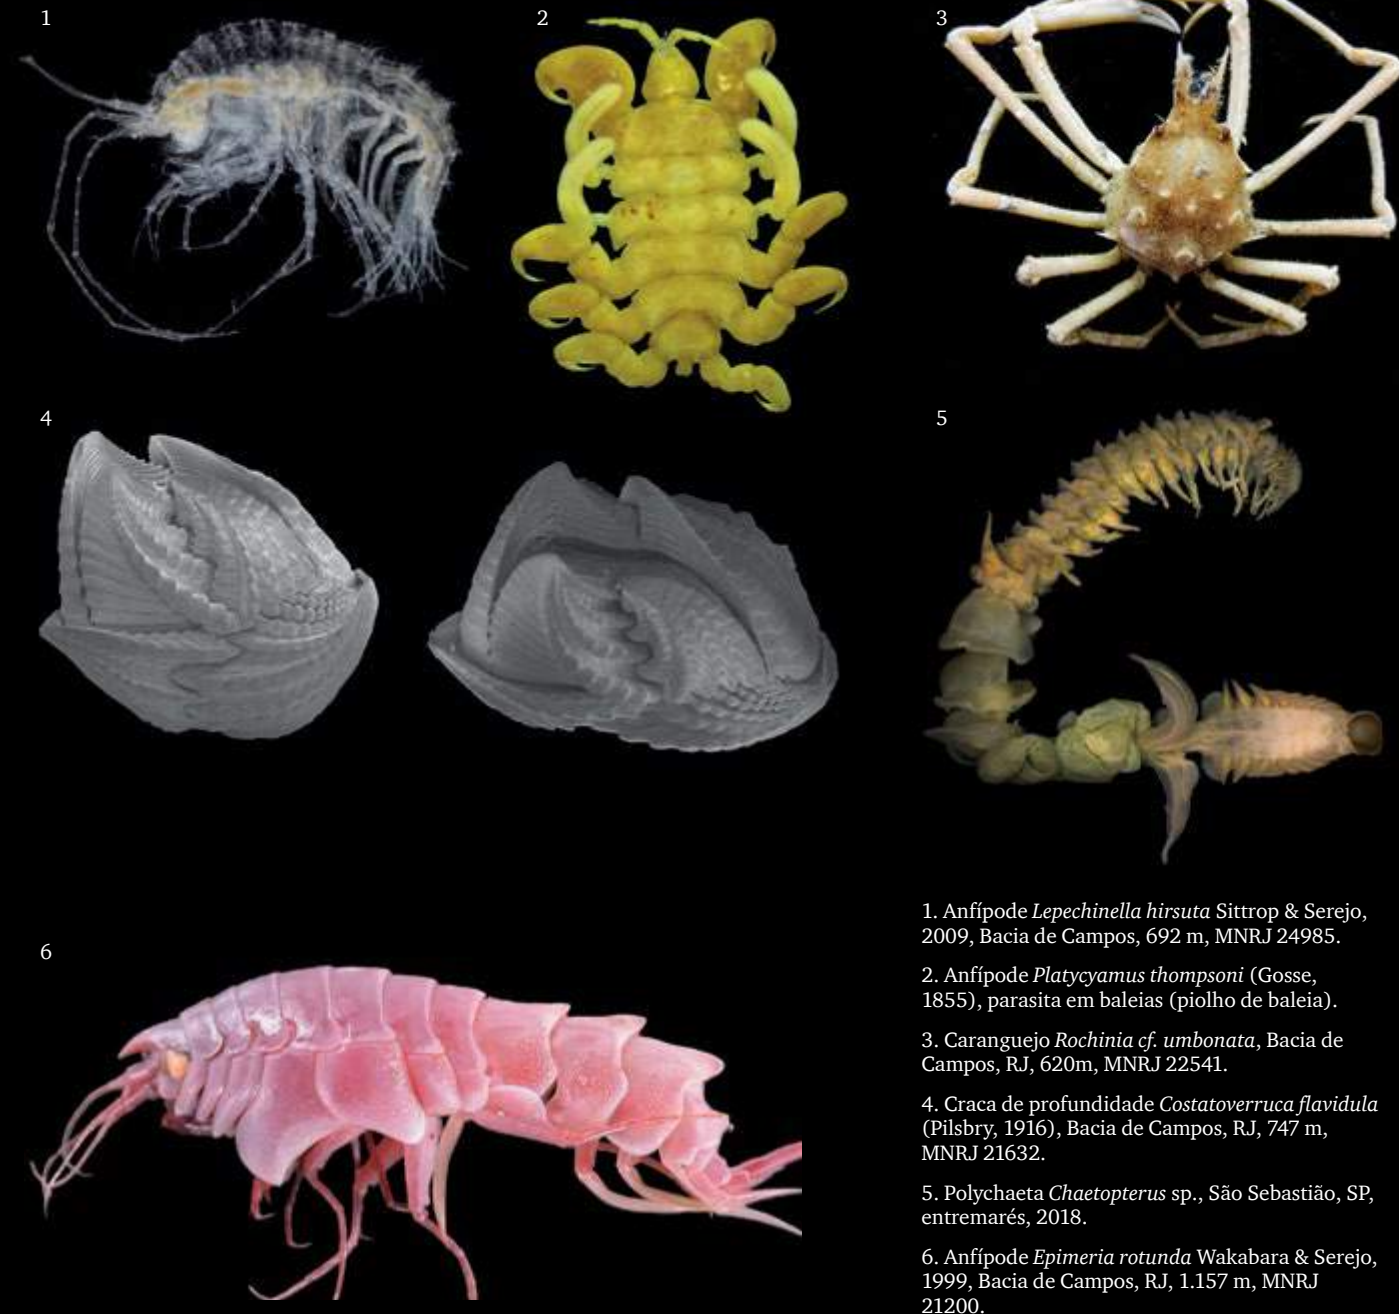 1
2
3
4
5
6
1. Anfípode Lepechinella hirsuta Sittrop & Serejo,
2009, Bacia de Campos, 692 m, MNRJ 24985.
2. Anfípode Platycyamus thompsoni (Gosse,
1855), parasita em baleias (piolho de baleia).
3. Caranguejo Rochinia cf. umbonata, Bacia de
Campos, RJ, 620m, MNRJ 22541.
4. Craca de profundidade Costatoverruca flavidula
(Pilsbry, 1916), Bacia de Campos, RJ, 747 m,
MNRJ 21632.
5. Polychaeta Chaetopterus sp., São Sebastião, SP,
entremarés, 2018.
6. Anfípode Epimeria rotunda Wakabara & Serejo,
1999, Bacia de Campos, RJ, 1.157 m, MNRJ
21200.